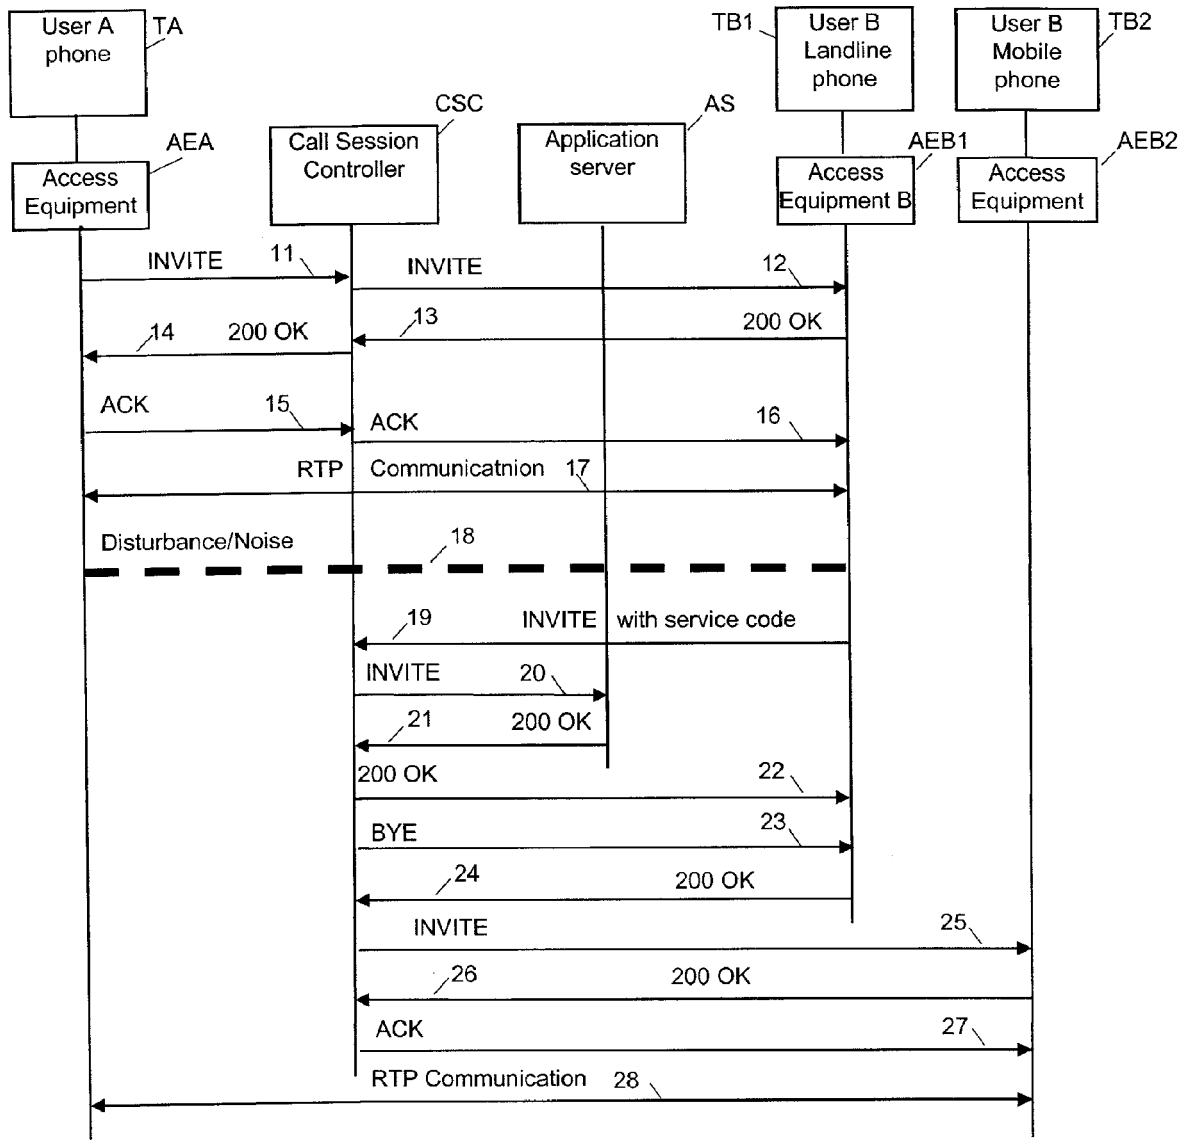 User A
phone
TA
TB1
User B
Landline
phone
User B
Mobile
phone
TB2
AEA
Access
Equipment
CSC
Call Session
Controller
AS
Application
server
AEB1
Access
Equipment B
AEB2
Access
Equipment
INVITE 11
INVITE 12
13 200 OK
14 200 OK
ACK 15
ACK 16
RTP Communicatnion 17
Disturbance/Noise 18
19 INVITE with service code
INVITE 20
21 200 OK
200 OK 22
BYE 23
24 200 OK
INVITE 25
26 200 OK
ACK 27
RTP Communication 28